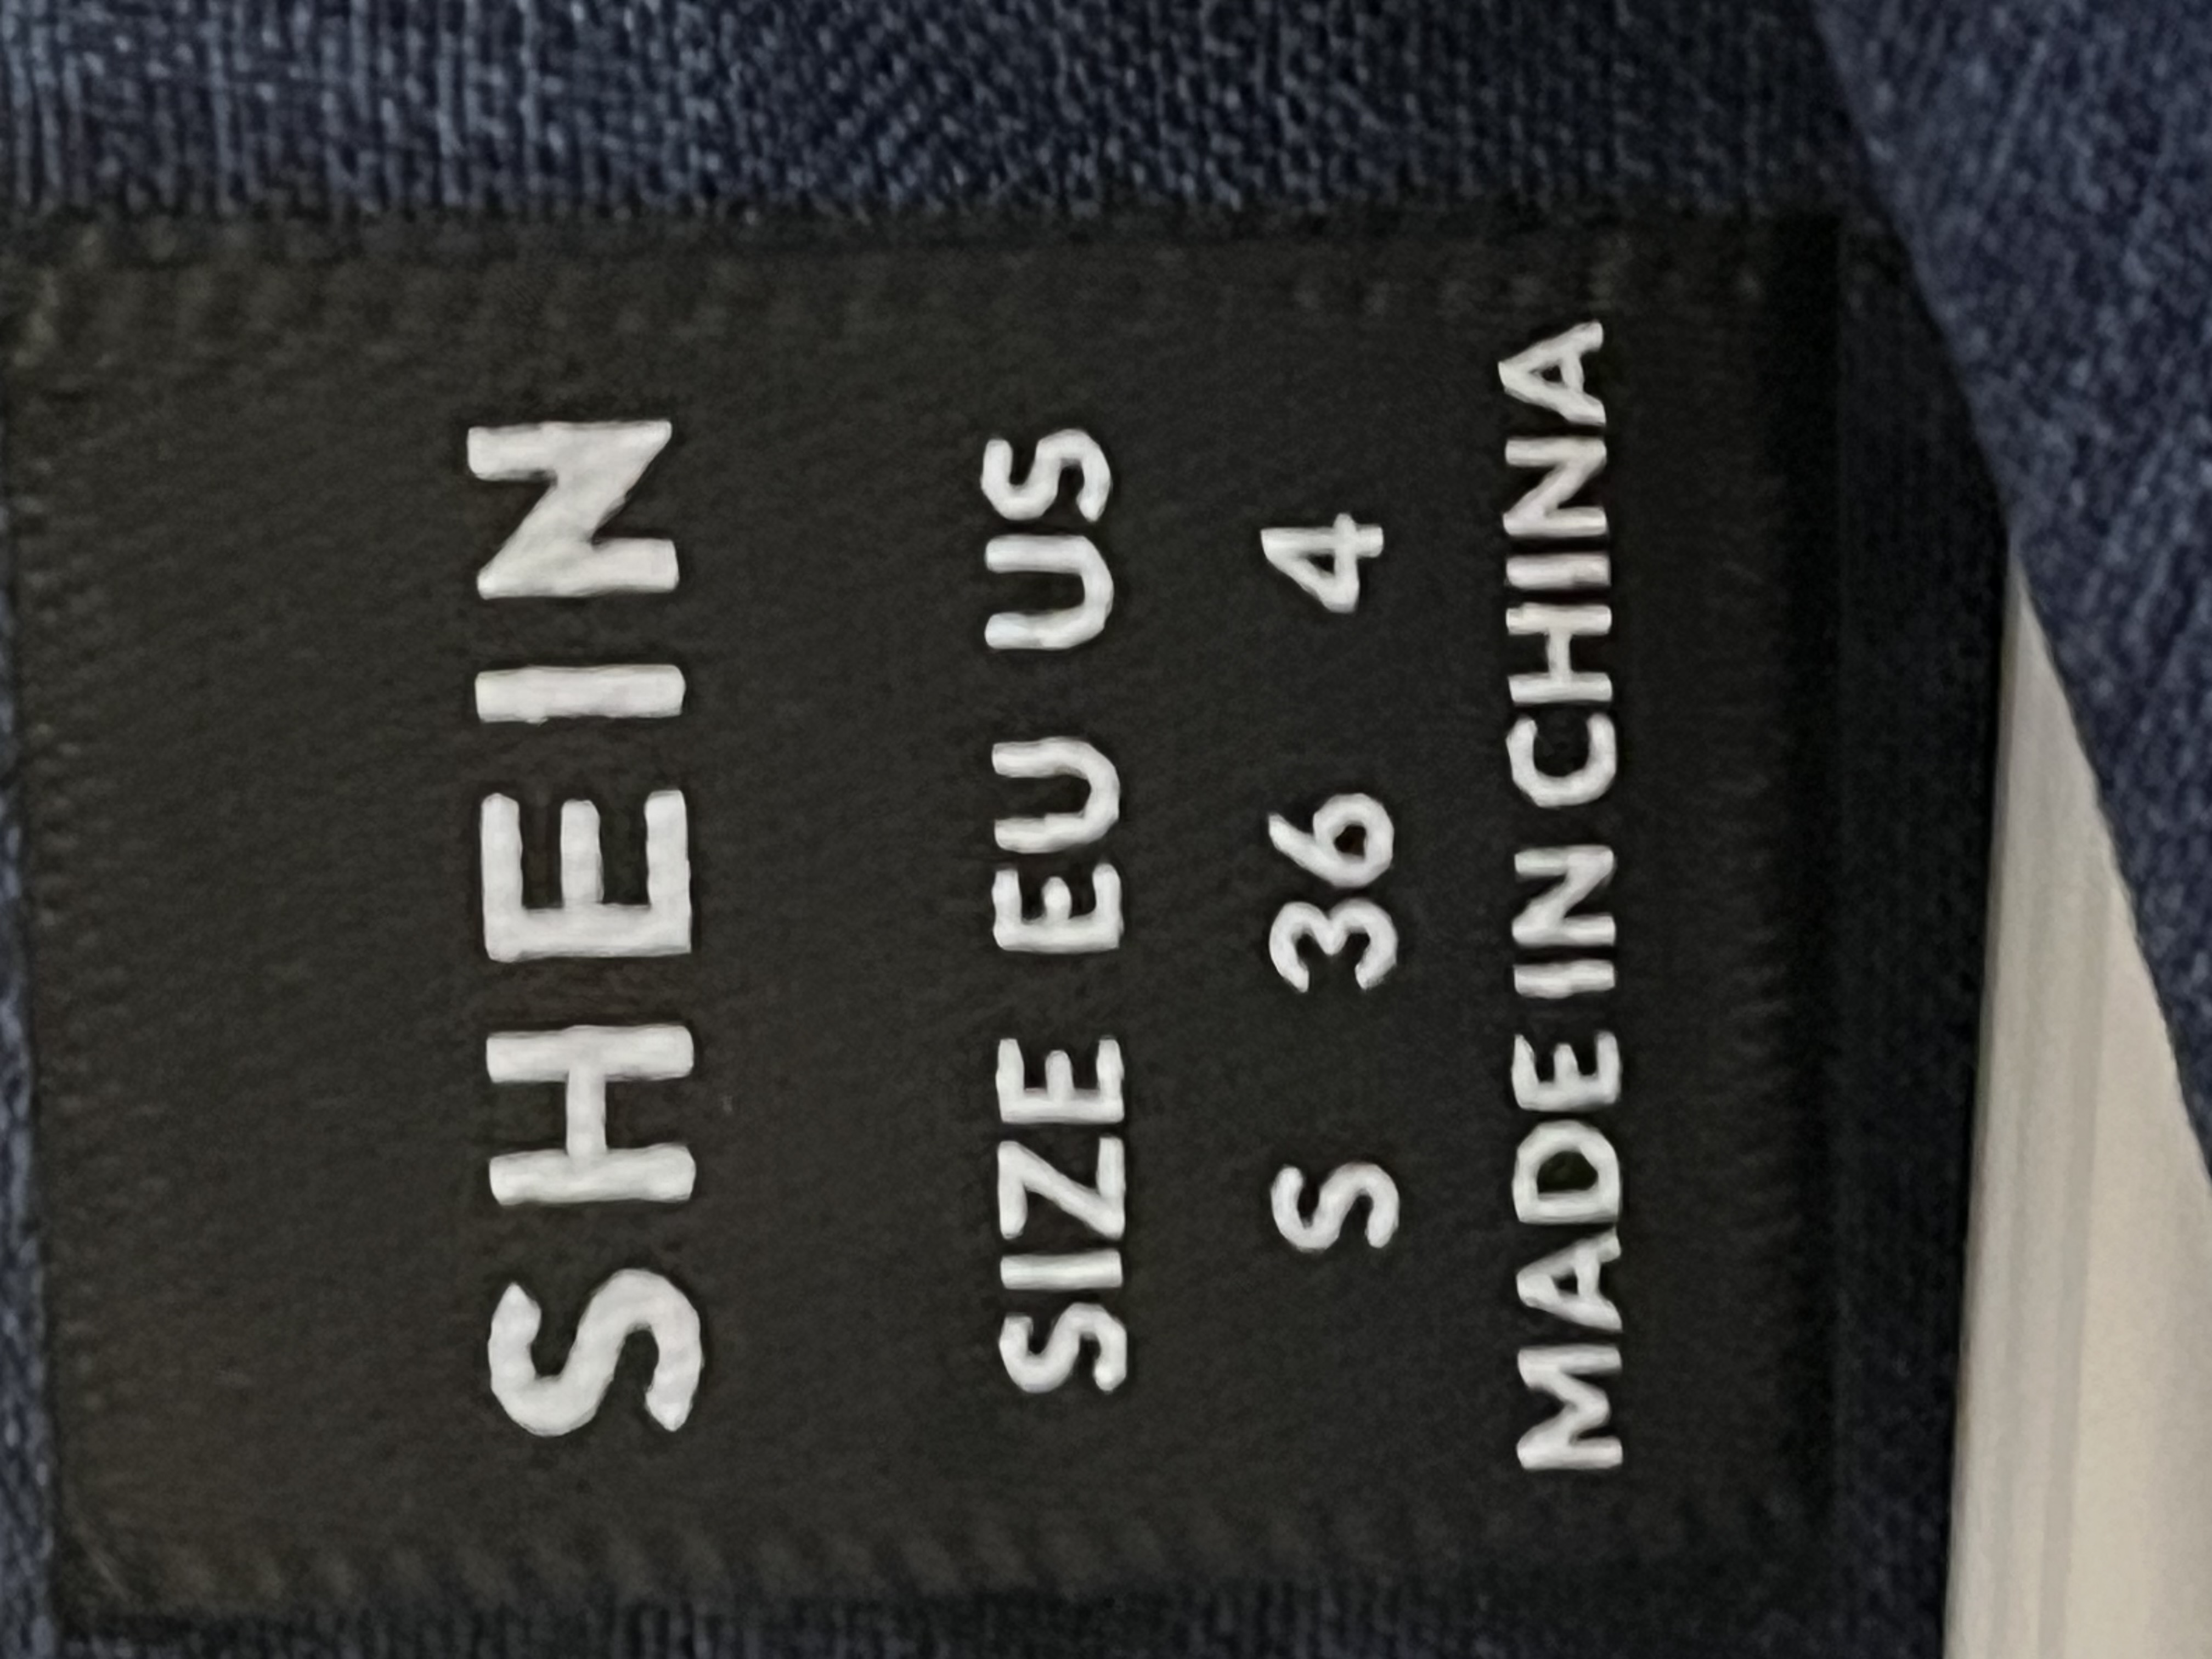 SHEIN
SIZE EU US
S 36 4
MADE IN CHINA